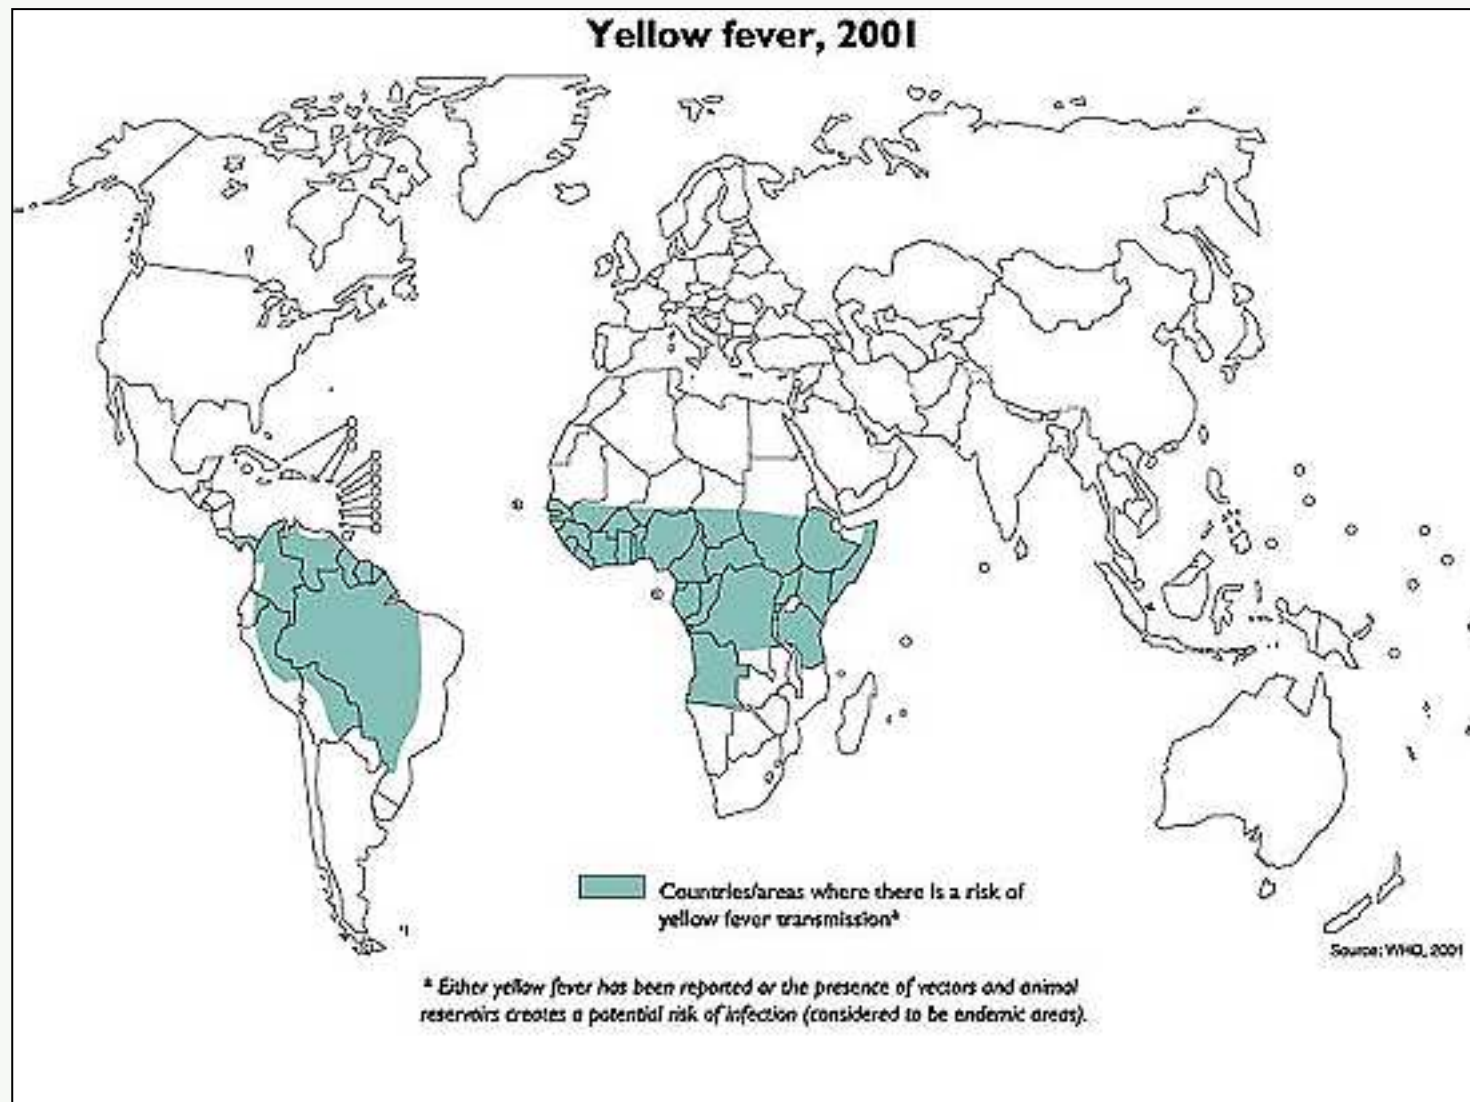 Yellow fever, 2001
Countries/areas where there is a risk of
yellow fever transmission*
Source: WHO, 2001
* Either yellow fever has been reported or the presence of vectors and animal
reservoirs creates a potential risk of infection (considered to be endemic areas).